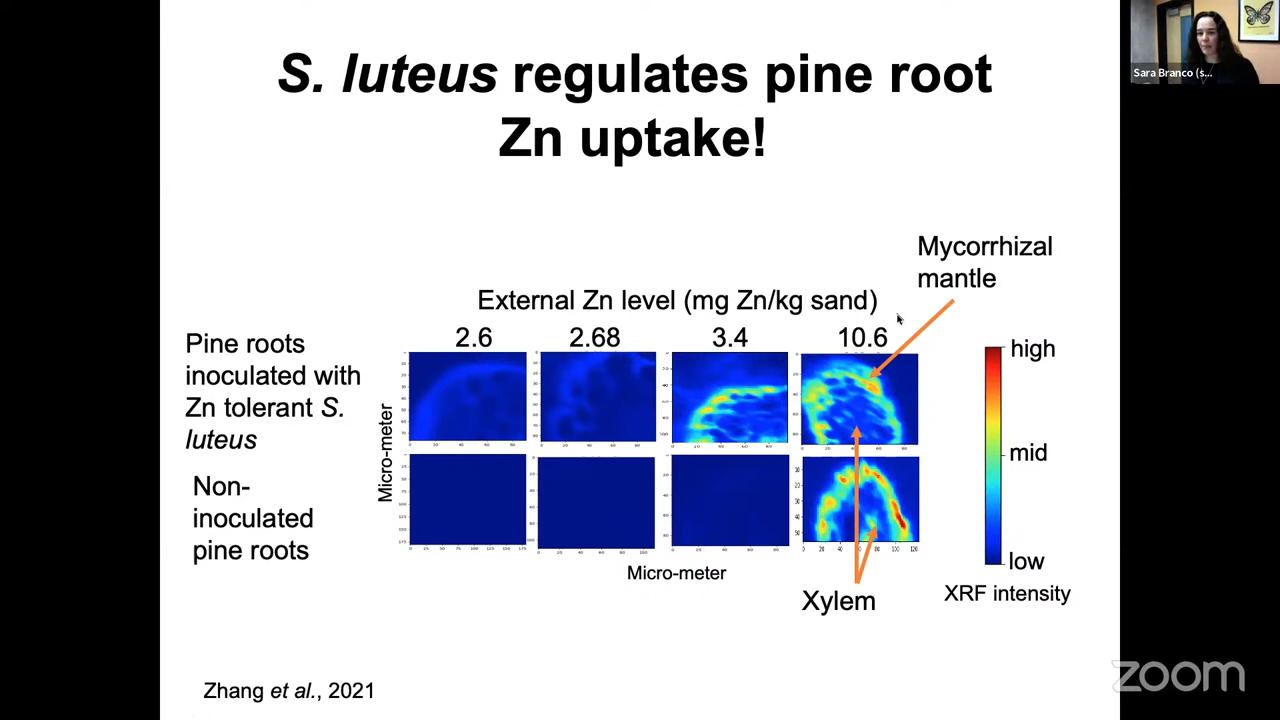 S. luteus regulates pine root
Zn uptake!
Sara Branco (s...
Mycorrhizal
mantle
External Zn level (mg Zn/kg sand)
2.6 2.68 3.4 10.6
Pine roots
inoculated with
Zn tolerant S.
luteus
Non-
inoculated
pine roots
Micro-meter
Micro-meter
Xylem
high
mid
low
XRF intensity
Zhang et al., 2021
zoom